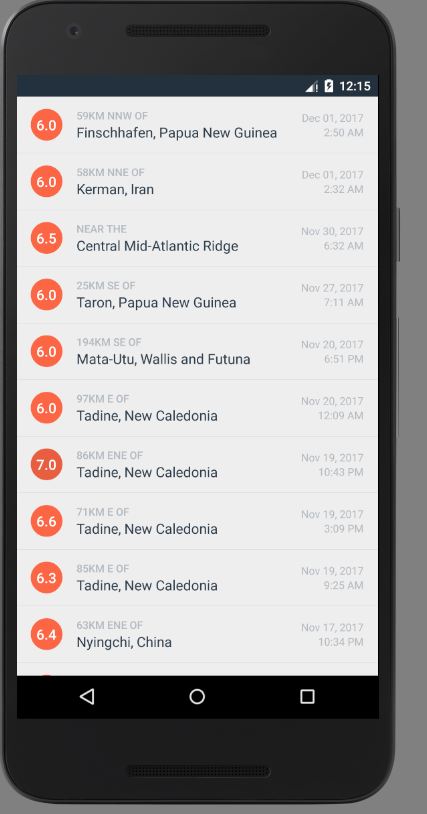 12:15
6.0
59KM NNW OF
Finschhafen, Papua New Guinea
Dec 01, 2017
2:50 AM
6.0
58KM NNE OF
Kerman, Iran
Dec 01, 2017
2:32 AM
6.5
NEAR THE
Central Mid-Atlantic Ridge
Nov 30, 2017
6:32 AM
6.0
25KM SE OF
Taron, Papua New Guinea
Nov 27, 2017
7:11 AM
6.0
194KM SE OF
Mata-Utu, Wallis and Futuna
Nov 20, 2017
6:51 PM
6.0
97KM E OF
Tadine, New Caledonia
Nov 20, 2017
12:09 AM
7.0
86KM ENE OF
Tadine, New Caledonia
Nov 19, 2017
10:43 PM
6.6
71KM E OF
Tadine, New Caledonia
Nov 19, 2017
3:09 PM
6.3
85KM E OF
Tadine, New Caledonia
Nov 19, 2017
9:25 AM
6.4
63KM ENE OF
Nyingchi, China
Nov 17, 2017
10:34 PM